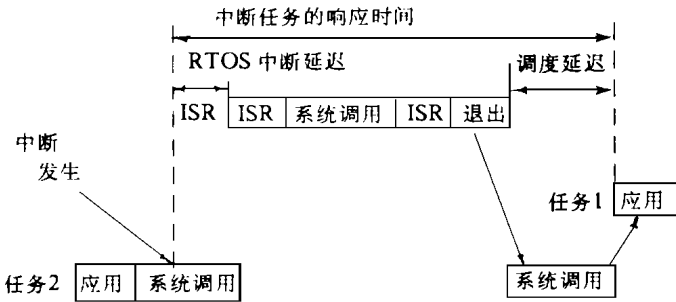 中断任务的响应时间
RTOS 中断延迟
调度延迟
ISR ISR 系统调用 ISR 退出
中断
发生
任务1 应用
任务2 应用 系统调用
系统调用